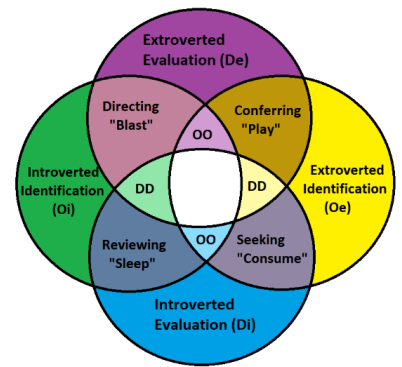 Extroverted
Evaluation (De)
Directing
"Blast"
Conferring
"Play"
OO
Introverted
Identification
(Oi)
DD
DD
Extroverted
Identification
(Oe)
Reviewing
"Sleep"
OO
Seeking
"Consume"
Introverted
Evaluation (Di)